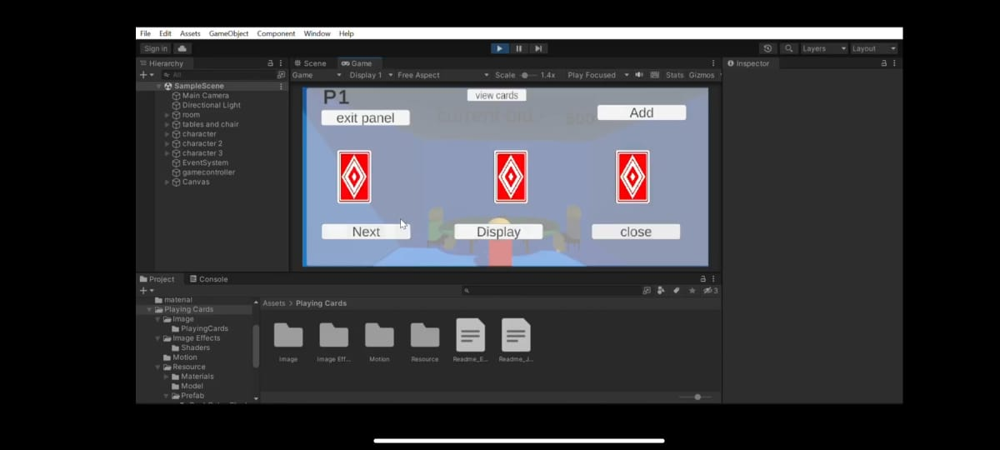 File Edit Assets GameObject Component Window Help
Sign in Layers Layout
Hierarchy Scene Game Inspector
All Game Display 1 Free Aspect Scale 1.4x Play Focused Stats Gizmos
SampleScene
Main Camera
Directional Light
room
tables and chair
character
character 2
character 3
EventSystem
gamecontroller
Canvas
P1 view cards
exit panel current bid Add
Next Display close
Project Console
3
material
Playing Cards
Image
PlayingCards
Image Effects
Shaders
Motion
Resource
Materials
Model
Prefab
Assets > Playing Cards
Image Image Eff... Motion Resource Readme_E... Readme_J...